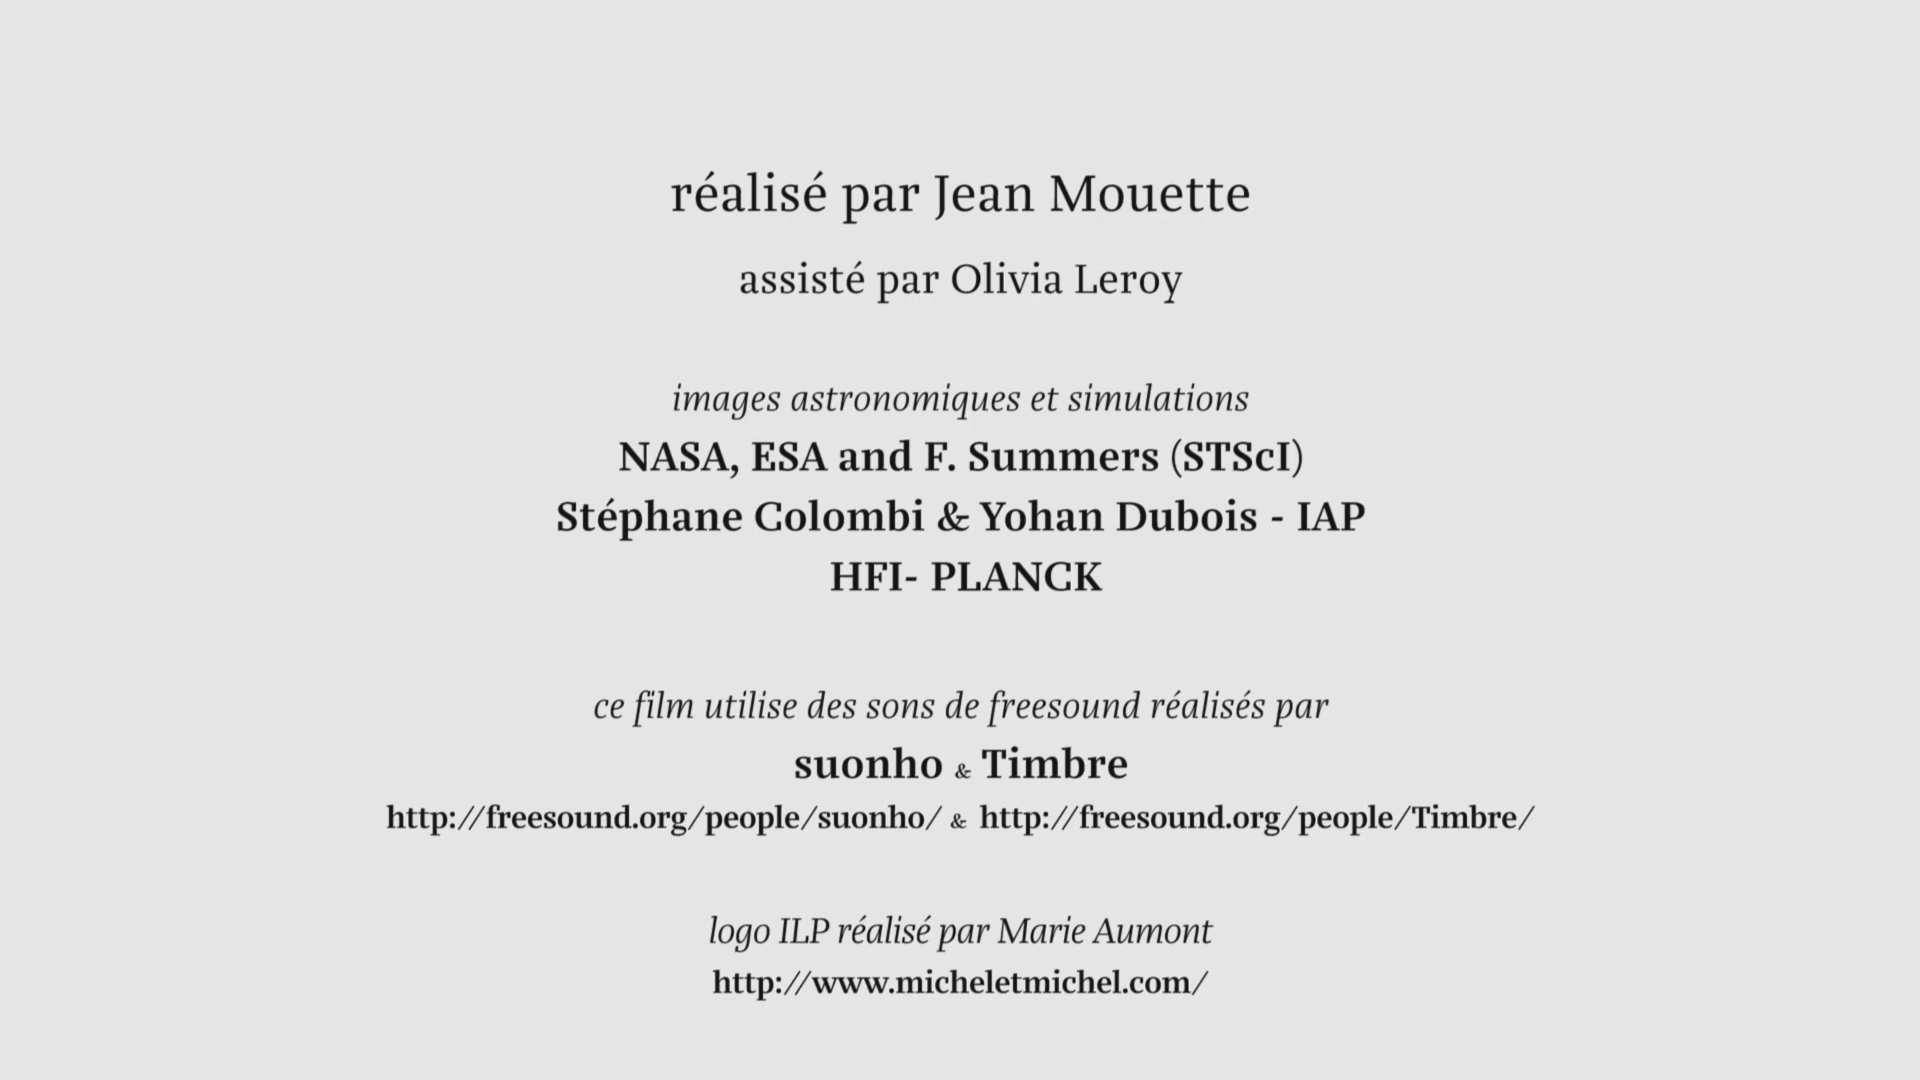 réalisé par Jean Mouette
assisté par Olivia Leroy
images astronomiques et simulations
NASA, ESA and F. Summers (STScI)
Stéphane Colombi & Yohan Dubois - IAP
HFI- PLANCK
ce film utilise des sons de freesound réalisés par
suonho & Timbre
http://freesound.org/people/suonho/ & http://freesound.org/people/Timbre/
logo ILP réalisé par Marie Aumont
http://www.micheletmichel.com/